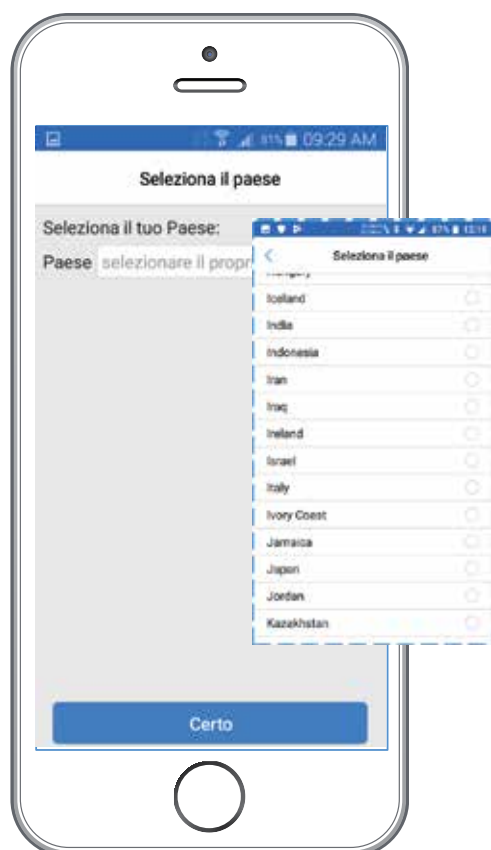 09:29 AM
Seleziona il paese
Seleziona il tuo Paese:
Paese selezionare il propr
Seleziona il paese
Iceland
India
Indonesia
Iran
Iraq
Ireland
Israel
Italy
Ivory Coast
Jamaica
Japan
Jordan
Kazakhstan
Certo